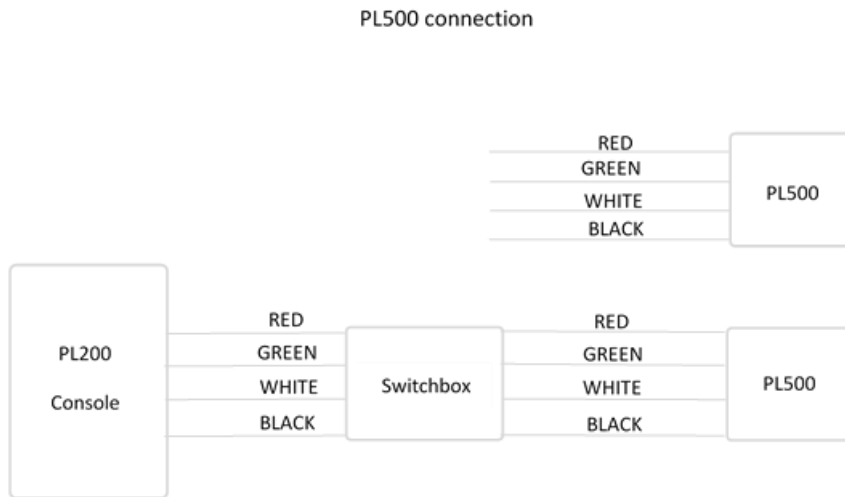 PL500 connection
RED
GREEN
WHITE
BLACK
PL500
PL200
Console
RED
GREEN
WHITE
BLACK
Switchbox
RED
GREEN
WHITE
BLACK
PL500